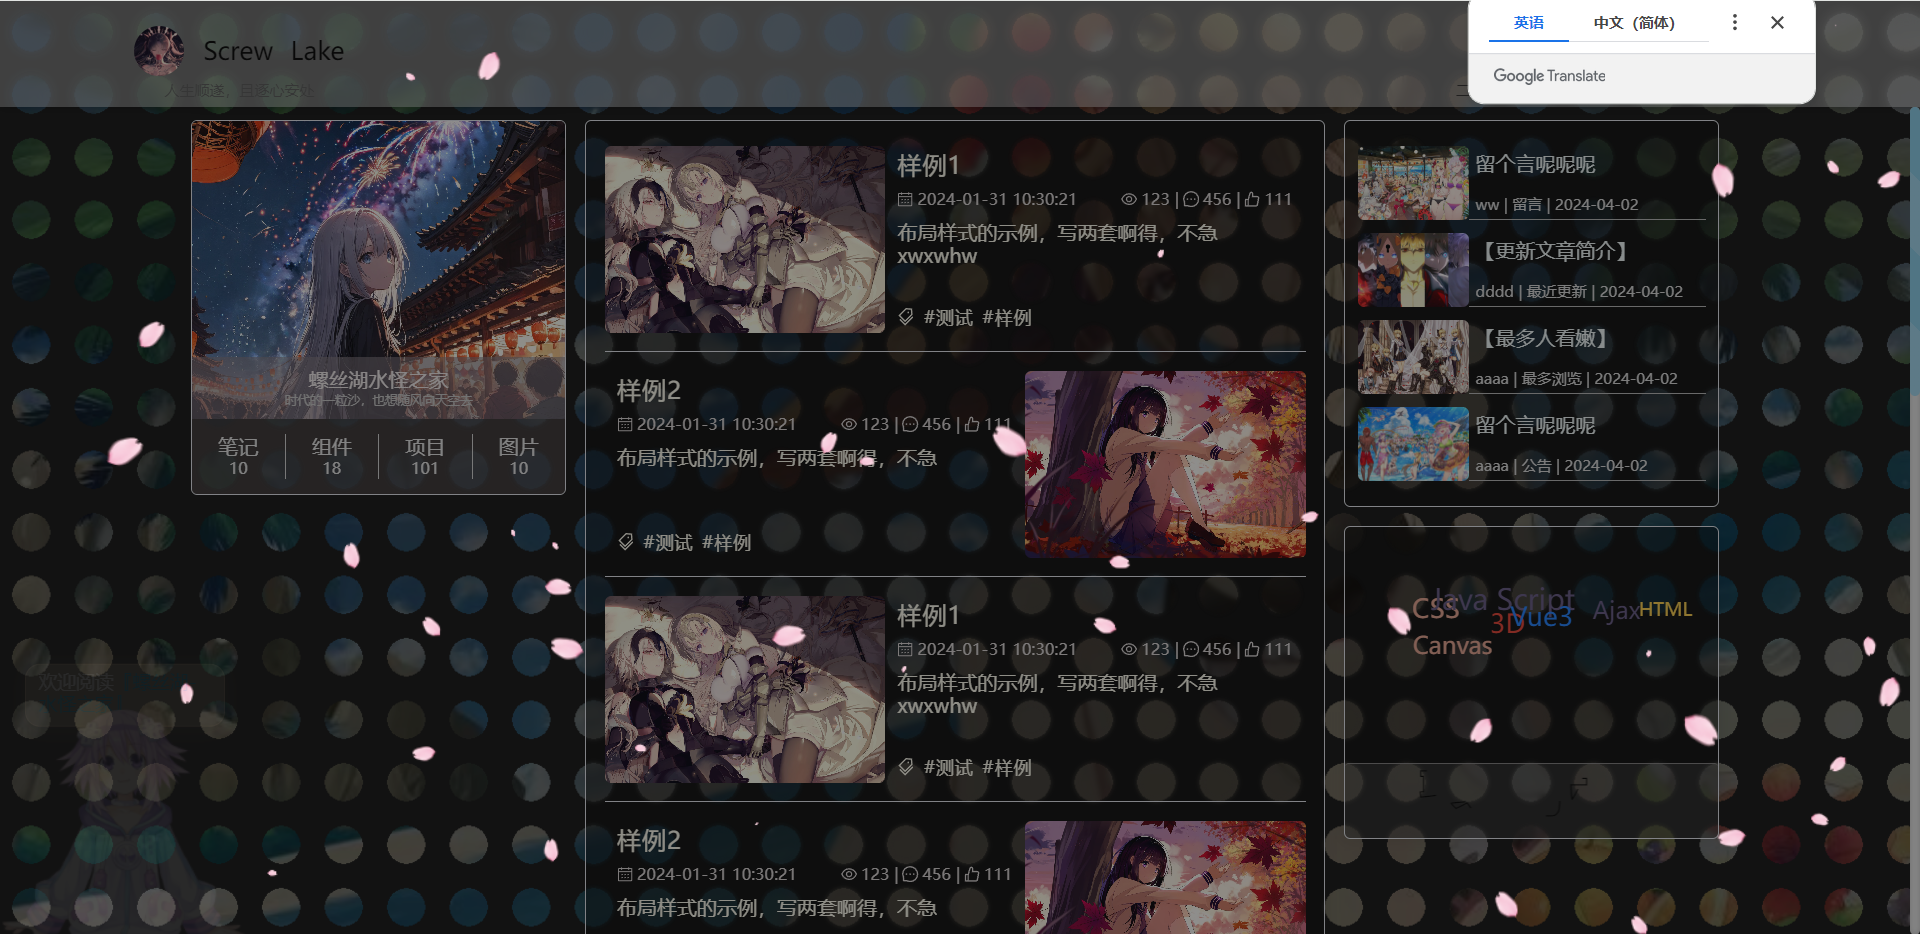 Screw Lake
人生顺遂，且逐心安处
英语
中文（简体）
Google Translate
螺丝湖水怪之家
时代的一粒沙，也想随风向天空去
笔记 组件 项目 图片
10 18 101 10
欢迎阅读
样例1
2024-01-31 10:30:21 123 | 456 | 111
布局样式的示例，写两套啊得，不急
xwxwhw
#测试 #样例
样例2
2024-01-31 10:30:21 123 | 456 | 111
布局样式的示例，写两套啊得，不急
#测试 #样例
样例1
2024-01-31 10:30:21 123 | 456 | 111
布局样式的示例，写两套啊得，不急
xwxwhw
#测试 #样例
样例2
2024-01-31 10:30:21 123 | 456 | 111
布局样式的示例，写两套啊得，不急
留个言呢呢呢
ww | 留言 | 2024-04-02
【更新文章简介】
dddd | 最近更新 | 2024-04-02
【最多人看嫩】
aaaa | 最多浏览 | 2024-04-02
留个言呢呢呢
aaaa | 公告 | 2024-04-02
Java Script
CSS
3D
Vue3
Ajax
HTML
Canvas